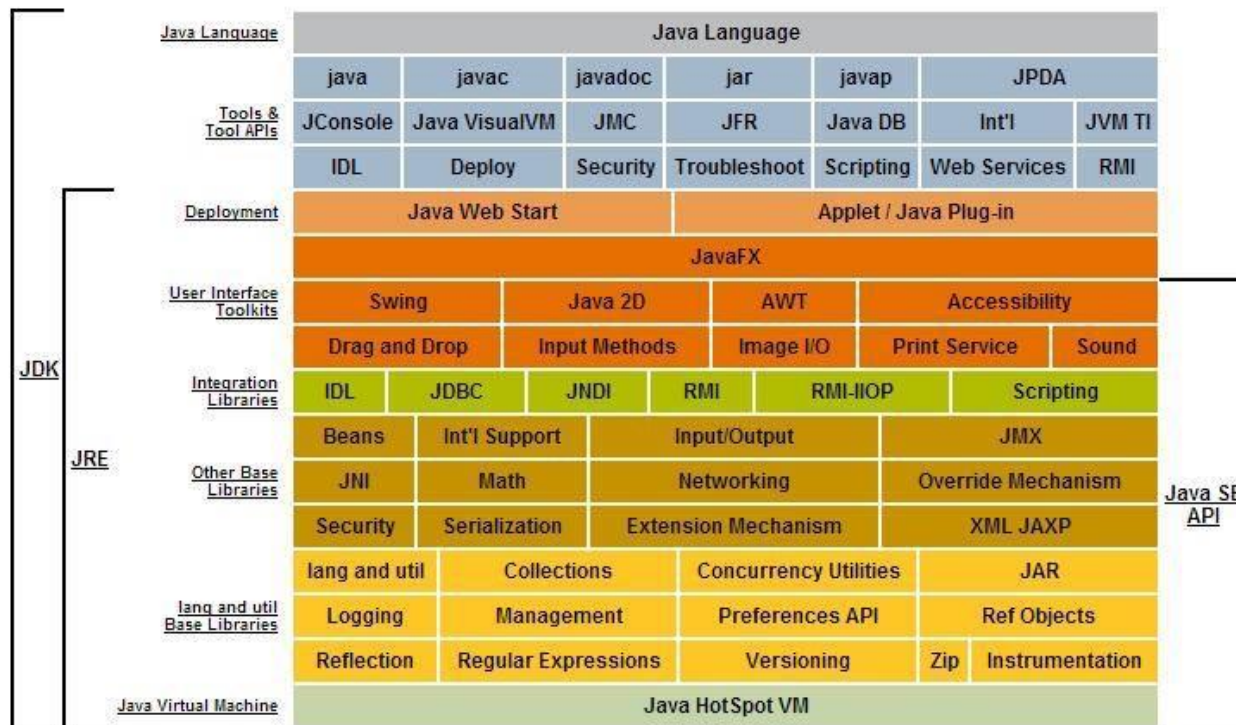 Java Language Java Language
java javac javadoc jar javap JPDA
Tools &
Tool APIs
JConsole Java VisualVM JMC JFR Java DB Int'l JVM TI
IDL Deploy Security Troubleshoot Scripting Web Services RMI
Deployment Java Web Start Applet / Java Plug-in
JavaFX
User Interface
Toolkits
Swing Java 2D AWT Accessibility
Drag and Drop Input Methods Image I/O Print Service Sound
JDK
Integration
Libraries
IDL JDBC JNDI RMI RMI-IIOP Scripting
Beans Int'l Support Input/Output JMX
JRE
Other Base
Libraries
JNI Math Networking Override Mechanism
Java SE
API
Security Serialization Extension Mechanism XML JAXP
lang and util Collections Concurrency Utilities JAR
lang and util
Base Libraries
Logging Management Preferences API Ref Objects
Reflection Regular Expressions Versioning Zip Instrumentation
Java Virtual Machine Java HotSpot VM